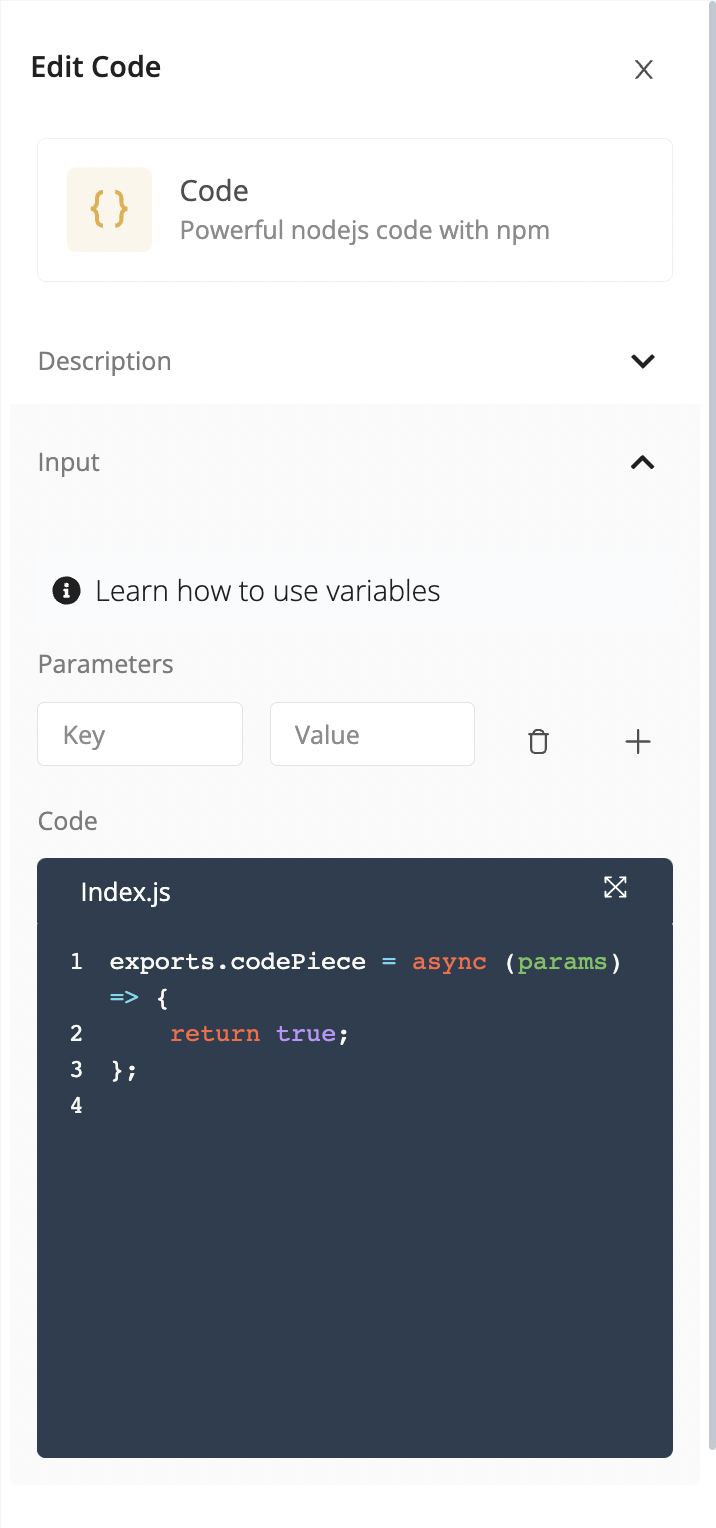 Edit Code
Code
Powerful nodejs code with npm
Description
Input
Learn how to use variables
Parameters
Key
Value
Code
Index.js
1 exports.codePiece = async (params)
=> {
2     return true;
3 };
4